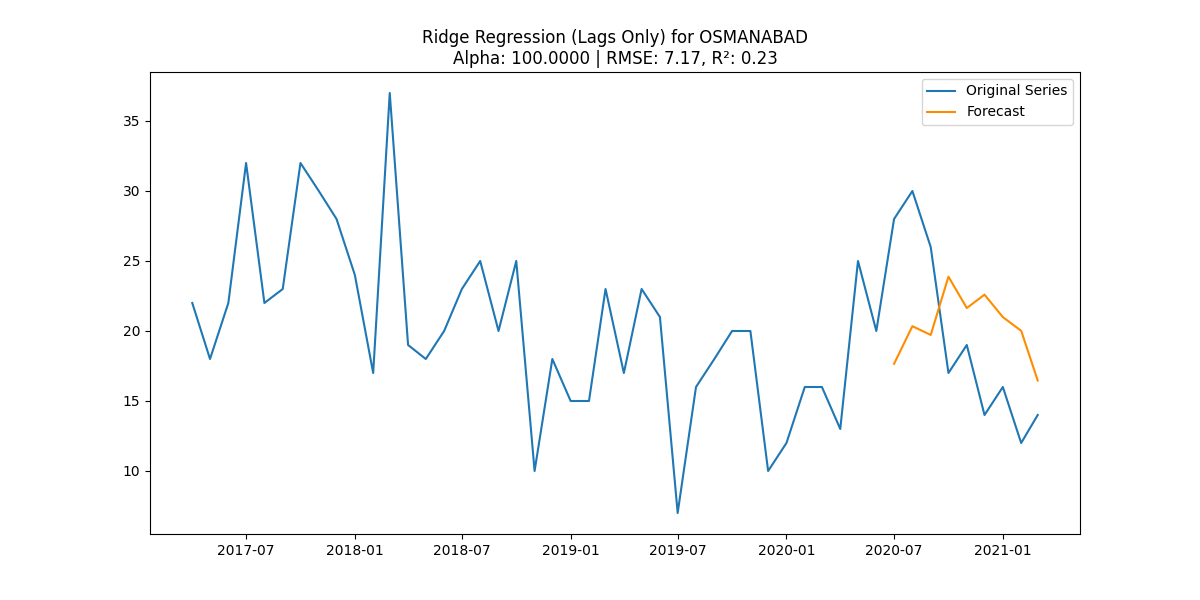 Ridge Regression (Lags Only) for OSMANABAD
Alpha: 100.0000 | RMSE: 7.17, R²: 0.23
Original Series
Forecast
35
30
25
20
15
10
2017-07 2018-01 2018-07 2019-01 2019-07 2020-01 2020-07 2021-01